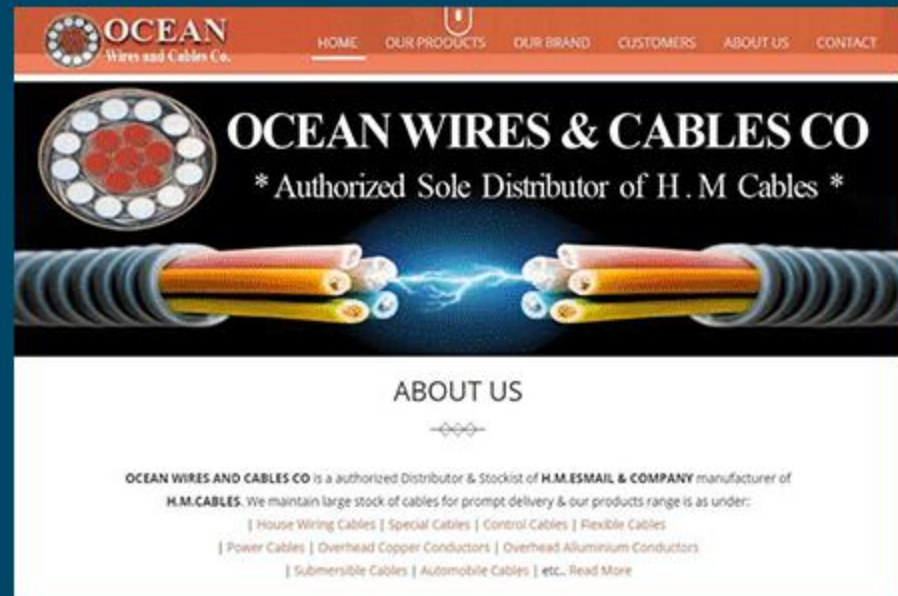 OCEAN
Wires and Cables Co.
HOME OUR PRODUCTS OUR BRAND CUSTOMERS ABOUT US CONTACT
OCEAN WIRES & CABLES CO
* Authorized Sole Distributor of H.M Cables *
ABOUT US
OCEAN WIRES AND CABLES CO is a authorized Distributor & Stockist of H.M.ESMAIL & COMPANY manufacturer of
H.M.CABLES. We maintain large stock of cables for prompt delivery & our products range is as under:
| House Wiring Cables | Special Cables | Control Cables | Flexible Cables
| Power Cables | Overhead Copper Conductors | Overhead Alluminium Conductors
| Submersible Cables | Automobile Cables | etc.. Read More